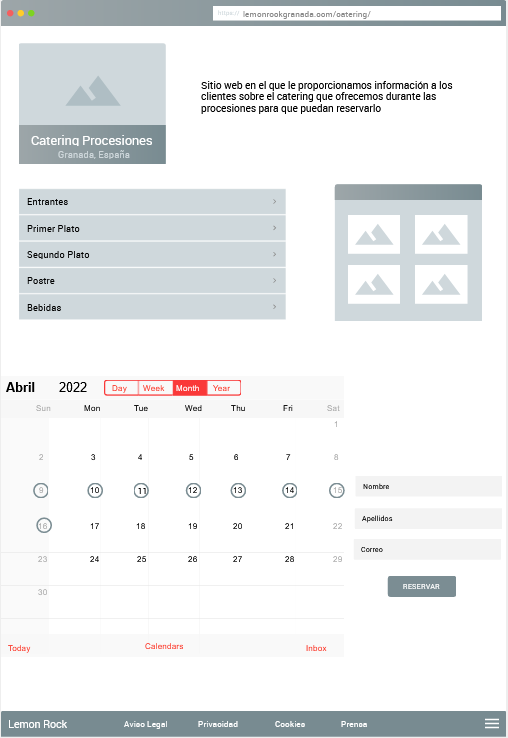 https://
lemonrookgranada.com/catering/
Catering Procesiones
Granada, España
Sitio web en el que le proporcionamos información a los
clientes sobre el catering que ofrecemos durante las
procesiones para que puedan reservarlo
Entrantes
Primer Plato
Segundo Plato
Postre
Bebidas
Abril 2022 Day Week Month Year
Sun Mon Tue Wed Thu Fri Sat
1
2 3 4 5 6 7 8
9 10 11 12 13 14 15
16 17 18 19 20 21 22
23 24 25 26 27 28 29
30
Today Calendars Inbox
Nombre
Apellidos
Correo
RESERVAR
Lemon Rock Aviso Legal Privacidad Cookies Prensa